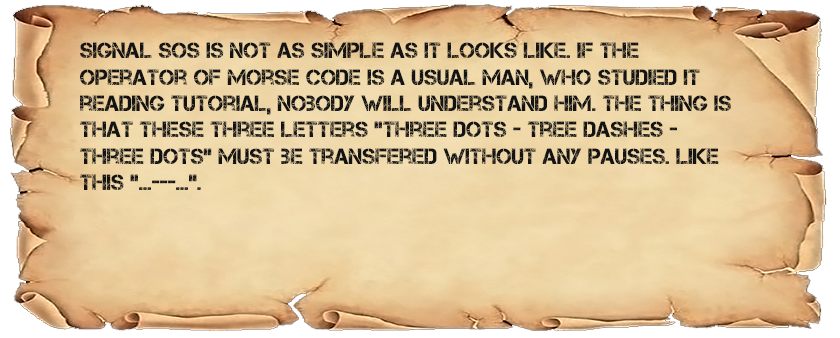 SIGNAL SOS IS NOT AS SIMPLE AS IT LOOKS LIKE. IF THE
OPERATOR OF MORSE CODE IS A USUAL MAN, WHO STUDIED IT
READING TUTORIAL, NOBODY WILL UNDERSTAND HIM. THE THING IS
THAT THESE THREE LETTERS "THREE DOTS - TREE DASHES -
THREE DOTS" MUST BE TRANSFERED WITHOUT ANY PAUSES. LIKE
THIS "...---...".